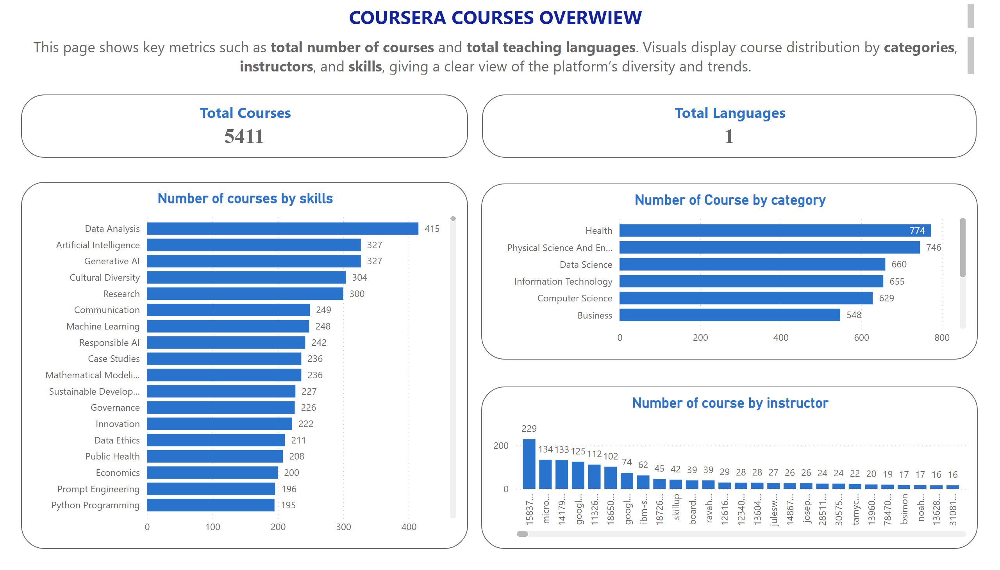 COURSERA COURSES OVERWIEW
This page shows key metrics such as total number of courses and total teaching languages. Visuals display course distribution by categories,
instructors, and skills, giving a clear view of the platform’s diversity and trends.
Total Courses
5411
Total Languages
1
Number of courses by skills
Data Analysis 415
Artificial Intelligence 327
Generative AI 327
Cultural Diversity 304
Research 300
Communication 249
Machine Learning 248
Responsible AI 242
Case Studies 236
Mathematical Modeli... 236
Sustainable Develop... 227
Governance 226
Innovation 222
Data Ethics 211
Public Health 208
Economics 200
Prompt Engineering 196
Python Programming 195
0 100 200 300 400
Number of Course by category
Health 774
Physical Science And En... 746
Data Science 660
Information Technology 655
Computer Science 629
Business 548
0 200 400 600 800
Number of course by instructor
229 134 133 125 112 102 74 62 45 42 39 39 29 28 28 27 26 26 24 24 22 20 19 17 17 16 16
200
0
15837...
micro...
14179...
googl...
11326...
18650...
googl...
ibm-s...
18726...
skillup
board...
ravah...
12616...
12340...
13604...
julesw...
14867...
josep...
28511...
30575...
tamyc...
13960...
78470...
bsimon
noah...
13628...
31081...